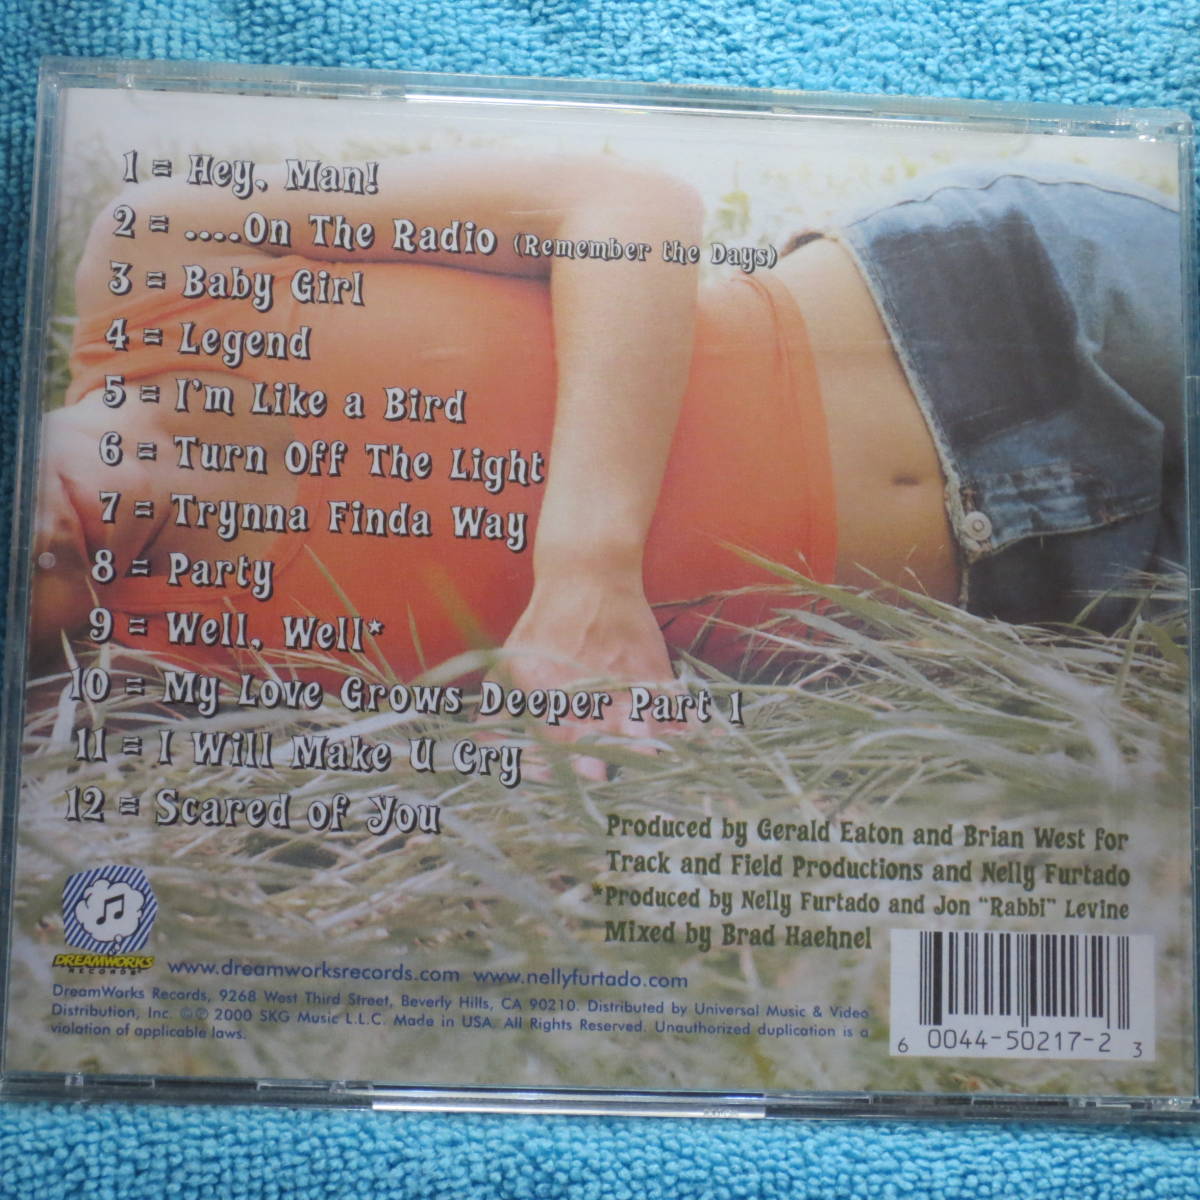 1 = Hey, Man!
2 = ....On The Radio (Remember the Days)
3 = Baby Girl
4 = Legend
5 = I'm Like a Bird
6 = Turn Off The Light
7 = Trynna Finda Way
8 = Party
9 = Well, Well*
10 = My Love Grows Deeper Part 1
11 = I Will Make U Cry
12 = Scared of You
Produced by Gerald Eaton and Brian West for
Track and Field Productions and Nelly Furtado
*Produced by Nelly Furtado and Jon "Rabbi" Levine
Mixed by Brad Haehnel
DREAMWORKS
RECORDS
www.dreamworksrecords.com www.nellyfurtado.com
DreamWorks Records, 9268 West Third Street, Beverly Hills, CA 90210. Distributed by Universal Music & Video
Distribution, Inc. ©℗ 2000 SKG Music L.L.C. Made in USA. All Rights Reserved. Unauthorized duplication is a
violation of applicable laws.
6 0044-50217-2 3